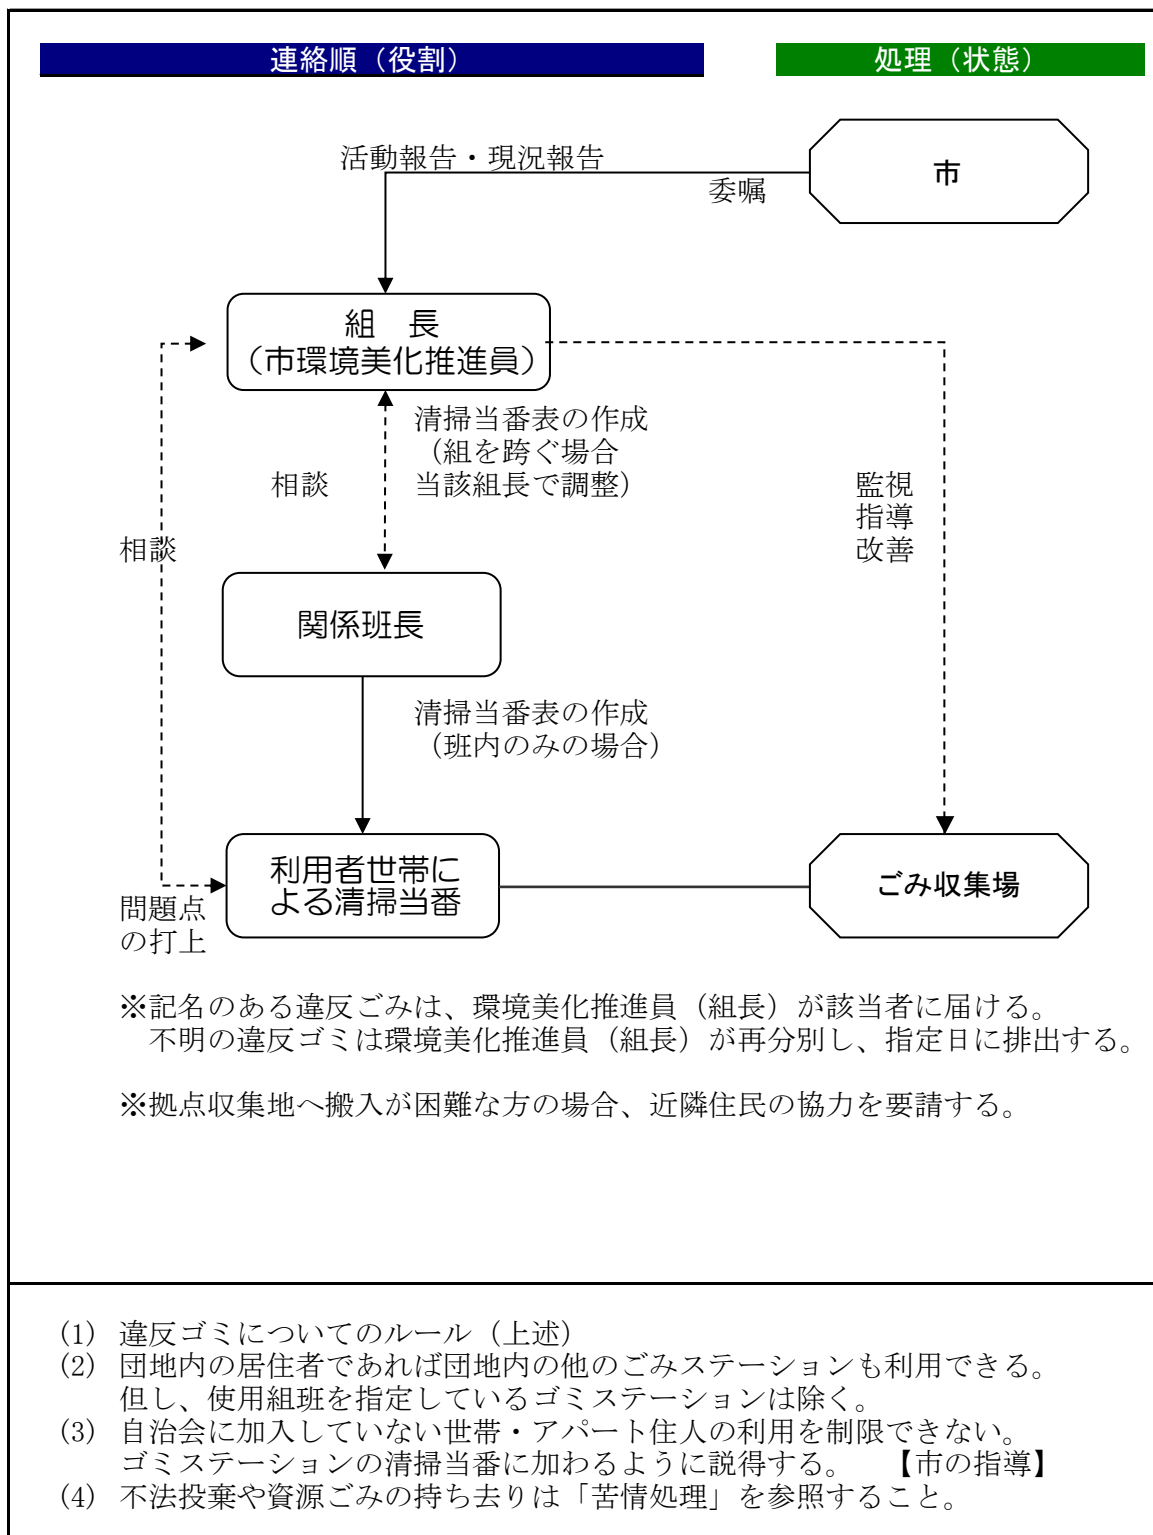 連絡順（役割）
処理（状態）
活動報告・現況報告
委嘱
市
組　長
（市環境美化推進員）
清掃当番表の作成
（組を跨ぐ場合
当該組長で調整）
相談
監視
指導
改善
相談
関係班長
清掃当番表の作成
（班内のみの場合）
利用者世帯に
よる清掃当番
ごみ収集場
問題点
の打上
※記名のある違反ごみは、環境美化推進員（組長）が該当者に届ける。
不明の違反ゴミは環境美化推進員（組長）が再分別し、指定日に排出する。
※拠点収集地へ搬入が困難な方の場合、近隣住民の協力を要請する。
(1) 違反ゴミについてのルール（上述）
(2) 団地内の居住者であれば団地内の他のごみステーションも利用できる。
但し、使用組班を指定しているゴミステーションは除く。
(3) 自治会に加入していない世帯・アパート住人の利用を制限できない。
ゴミステーションの清掃当番に加わるように説得する。　【市の指導】
(4) 不法投棄や資源ごみの持ち去りは「苦情処理」を参照すること。